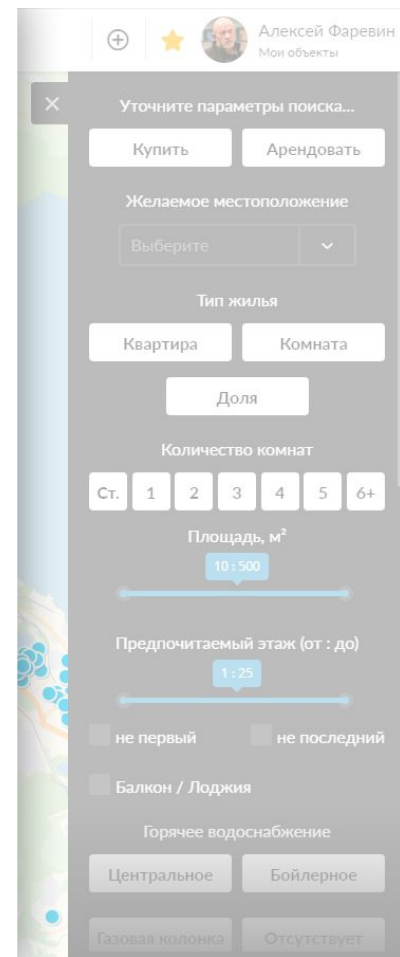 Алексей Фаревин
Мои объекты
Уточните параметры поиска...
Купить Арендовать
Желаемое местоположение
Выберите
Тип жилья
Квартира Комната
Доля
Количество комнат
Ст. 1 2 3 4 5 6+
Площадь, м²
10 : 500
Предпочитаемый этаж (от : до)
1 : 25
не первый не последний
Балкон / Лоджия
Горячее водоснабжение
Центральное Бойлерное
Газовая колонка Отсутствует